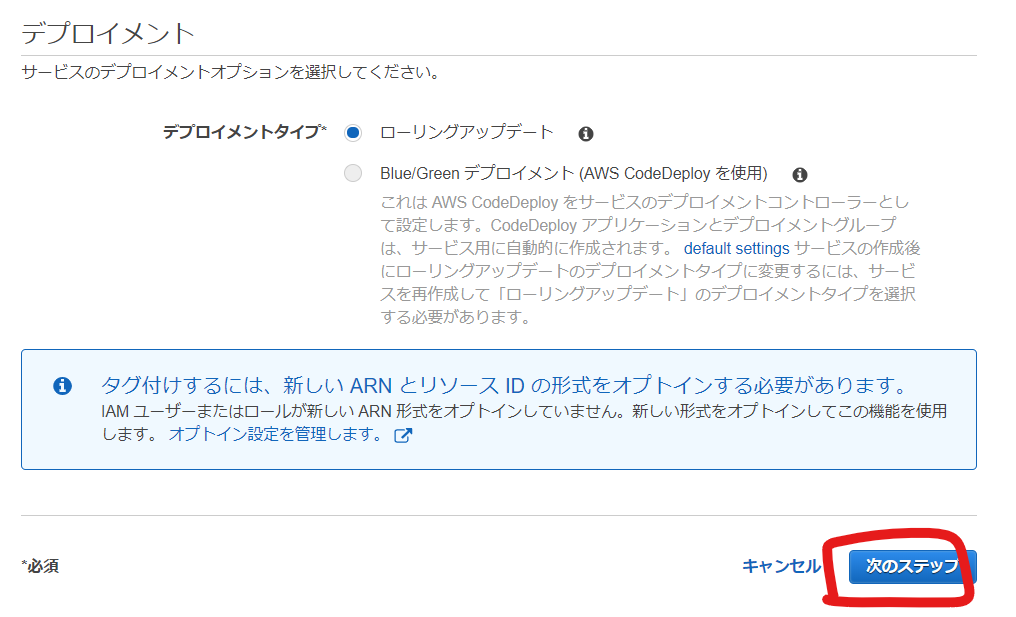 デプロイメント
サービスのデプロイメントオプションを選択してください。
デプロイメントタイプ* ローリングアップデート
Blue/Green デプロイメント (AWS CodeDeploy を使用)
これは AWS CodeDeploy をサービスのデプロイメントコントローラーとし
て設定します。CodeDeploy アプリケーションとデプロイメントグループ
は、サービス用に自動的に作成されます。 default settings サービスの作成後
にローリングアップデートのデプロイメントタイプに変更するには、サービ
スを再作成して「ローリングアップデート」のデプロイメントタイプを選択
する必要があります。
タグ付けするには、新しい ARN とリソース ID の形式をオプトインする必要があります。
IAM ユーザーまたはロールが新しい ARN 形式をオプトインしていません。新しい形式をオプトインしてこの機能を使用
します。 オプトイン設定を管理します。
*必須 キャンセル 次のステップ